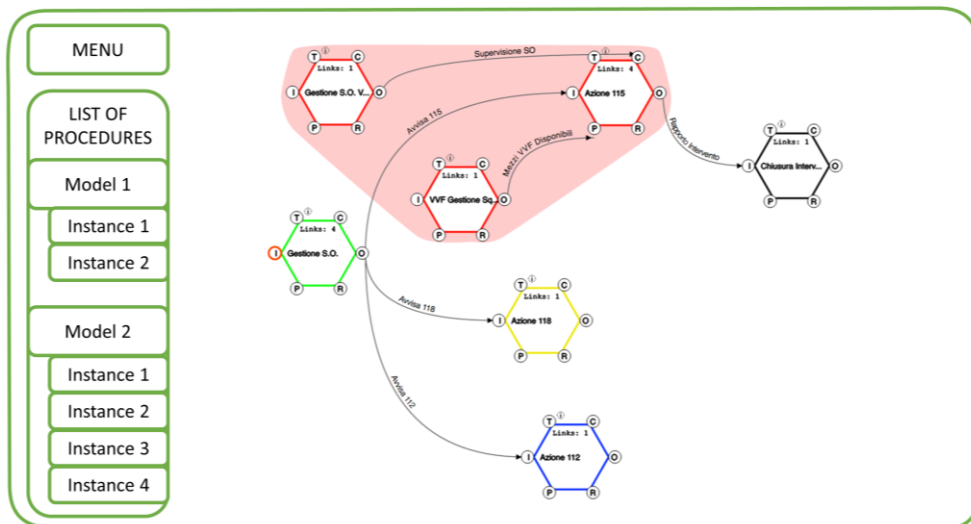 MENU
LIST OF
PROCEDURES
Model 1
Instance 1
Instance 2
Model 2
Instance 1
Instance 2
Instance 3
Instance 4
T i C
Links: 1
I Gestione S.O. V... O
P R
Supervisione SO
T i C
Links: 4
I Azione 115 O
P R
Avvisa 115
Mezzi VVF Disponibili
Rapporto Intervento
T i C
Links: 1
I Chiusura Interv... O
P R
T i C
Links: 1
I VVF Gestione Sq... O
P R
T i C
Links: 4
I Gestione S.O. O
P R
Avvisa 118
T i C
Links: 1
I Azione 118 O
P R
Avvisa 112
T i C
Links: 1
I Azione 112 O
P R